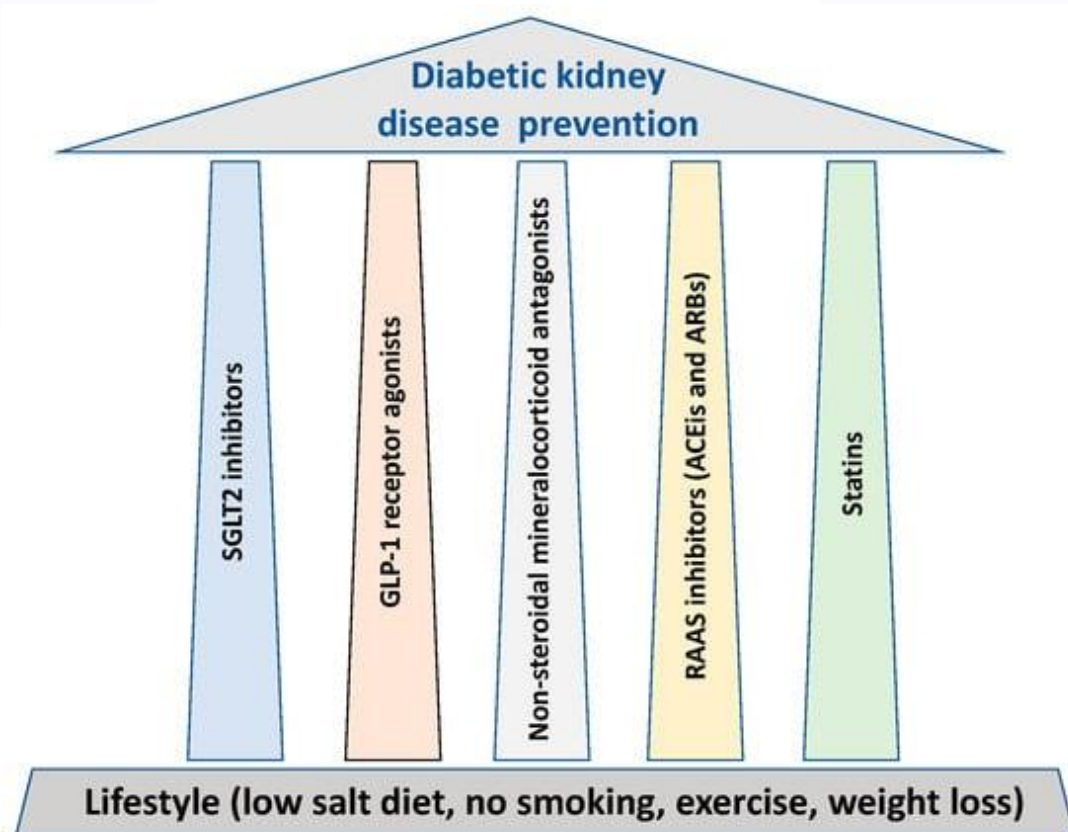 Diabetic kidney
disease prevention
SGLT2 inhibitors
GLP-1 receptor agonists
Non-steroidal mineralocorticoid antagonists
RAAS inhibitors (ACEis and ARBs)
Statins
Lifestyle (low salt diet, no smoking, exercise, weight loss)